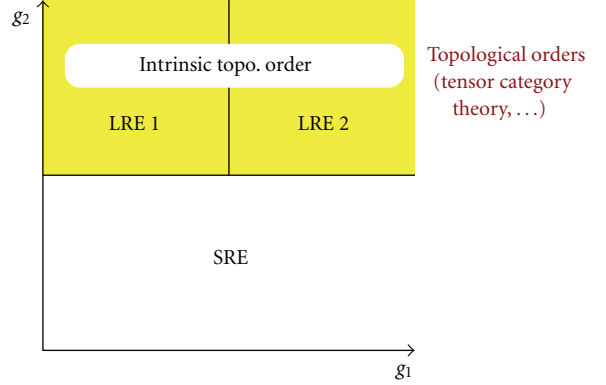 g2
Intrinsic topo. order
Topological orders
(tensor category
theory, ...)
LRE 1
LRE 2
SRE
g1